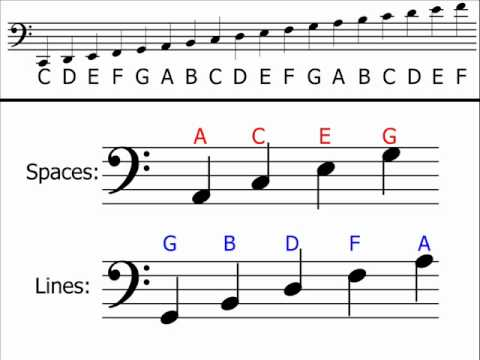 C D E F G A B C D E F G A B C D E F
A C E G
Spaces:
G B D F A
Lines: